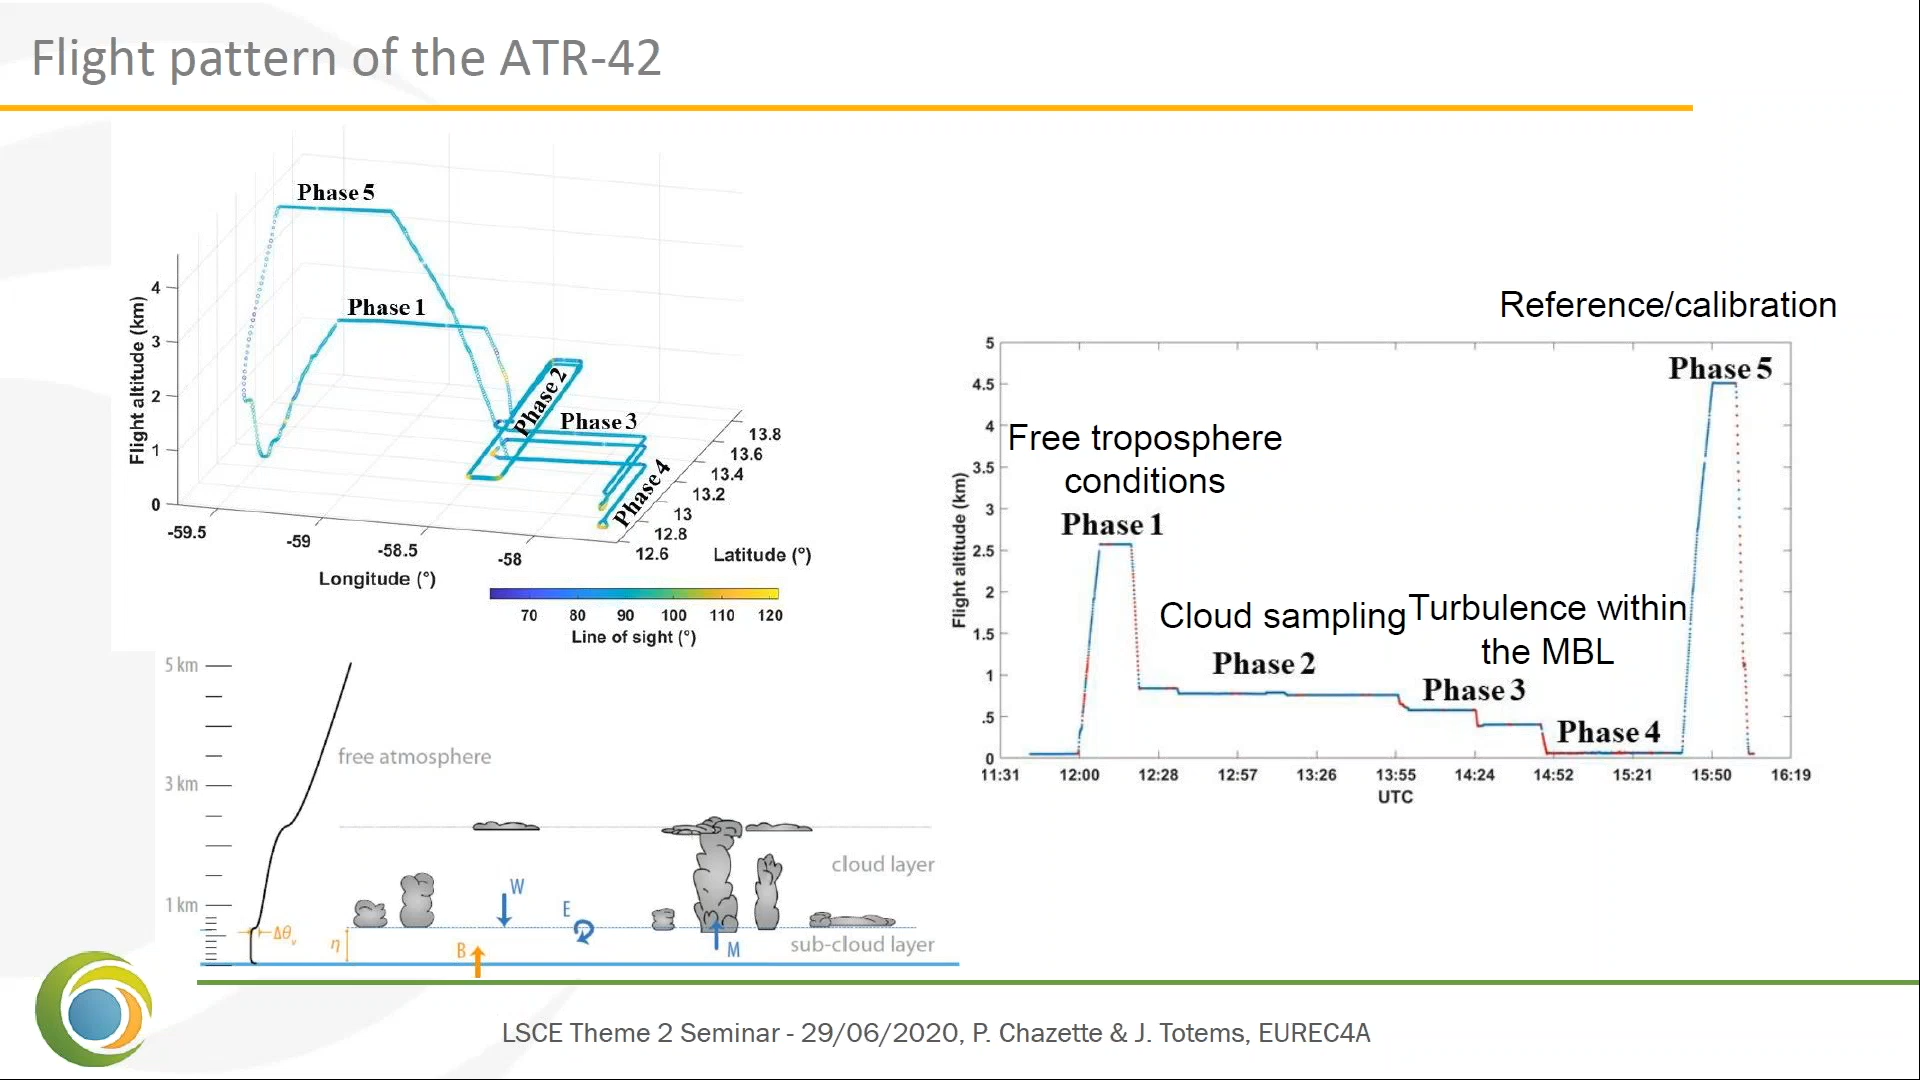 Flight pattern of the ATR-42
Phase 5
Phase 1
Phase 2
Phase 3
Phase 4
Flight altitude (km)
4
3
2
1
0
-59.5
-59
-58.5
-58
Longitude (°)
13.8
13.6
13.4
13.2
13
12.8
12.6
Latitude (°)
70 80 90 100 110 120
Line of sight (°)
Reference/calibration
Phase 5
Free troposphere
conditions
Phase 1
Cloud sampling
Phase 2
Turbulence within
the MBL
Phase 3
Phase 4
Flight altitude (km)
5
4.5
4
3.5
3
2.5
2
1.5
1
.5
0
11:31 12:00 12:28 12:57 13:26 13:55 14:24 14:52 15:21 15:50 16:19
UTC
5 km
free atmosphere
3 km
cloud layer
1 km
W
E
Δθv
η
B
M
sub-cloud layer
LSCE Theme 2 Seminar - 29/06/2020, P. Chazette & J. Totems, EUREC4A